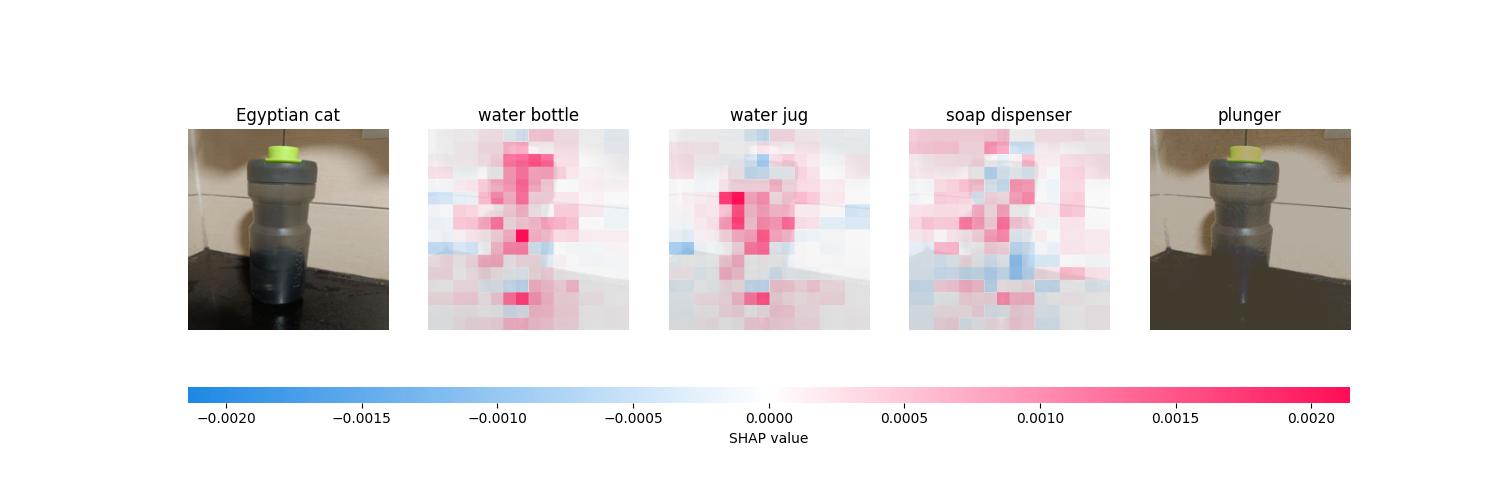 Egyptian cat
water bottle
water jug
soap dispenser
plunger
−0.0020
−0.0015
−0.0010
−0.0005
0.0000
0.0005
0.0010
0.0015
0.0020
SHAP value